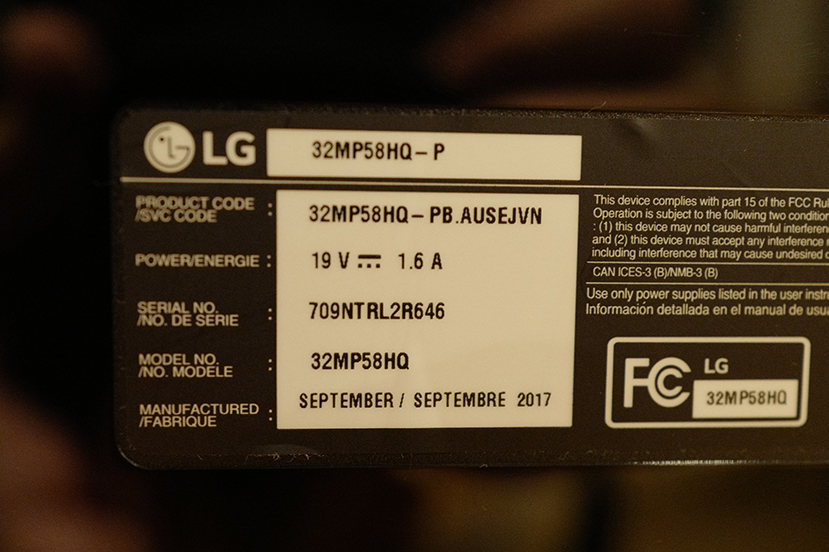 LG 32MP58HQ-P
PRODUCT CODE
/SVC CODE : 32MP58HQ-PB.AUSEJVN
POWER/ENERGIE : 19 V ⎓ 1.6 A
SERIAL NO.
/NO. DE SERIE : 709NTRL2R646
MODEL NO.
/NO. MODELE : 32MP58HQ
MANUFACTURED
/FABRIQUE : SEPTEMBER / SEPTEMBRE 2017
This device complies with part 15 of the FCC Rul
Operation is subject to the following two condition
: (1) this device may not cause harmful interferen
and (2) this device must accept any interference
including interference that may cause undesired
CAN ICES-3 (B)/NMB-3 (B)
Use only power supplies listed in the user instr
Información detallada en el manual de usua
FC LG
32MP58HQ